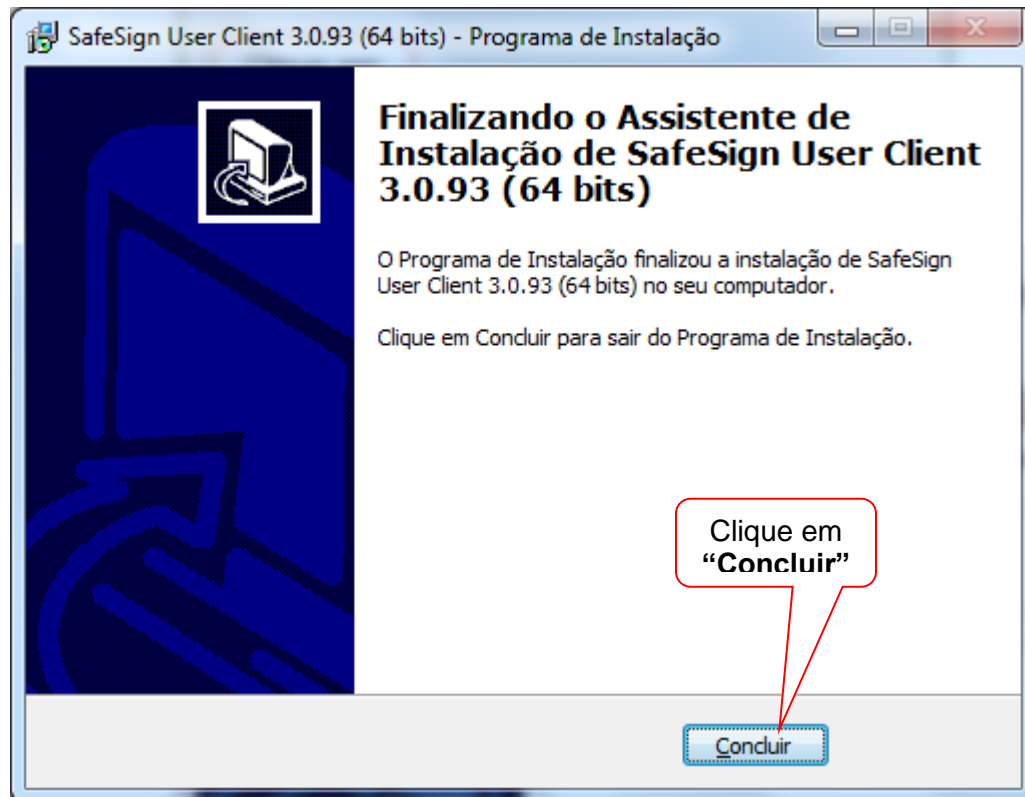 SafeSign User Client 3.0.93 (64 bits) - Programa de Instalação
Finalizando o Assistente de
Instalação de SafeSign User Client
3.0.93 (64 bits)
O Programa de Instalação finalizou a instalação de SafeSign
User Client 3.0.93 (64 bits) no seu computador.
Clique em Concluir para sair do Programa de Instalação.
Clique em
“Concluir”
Concluir